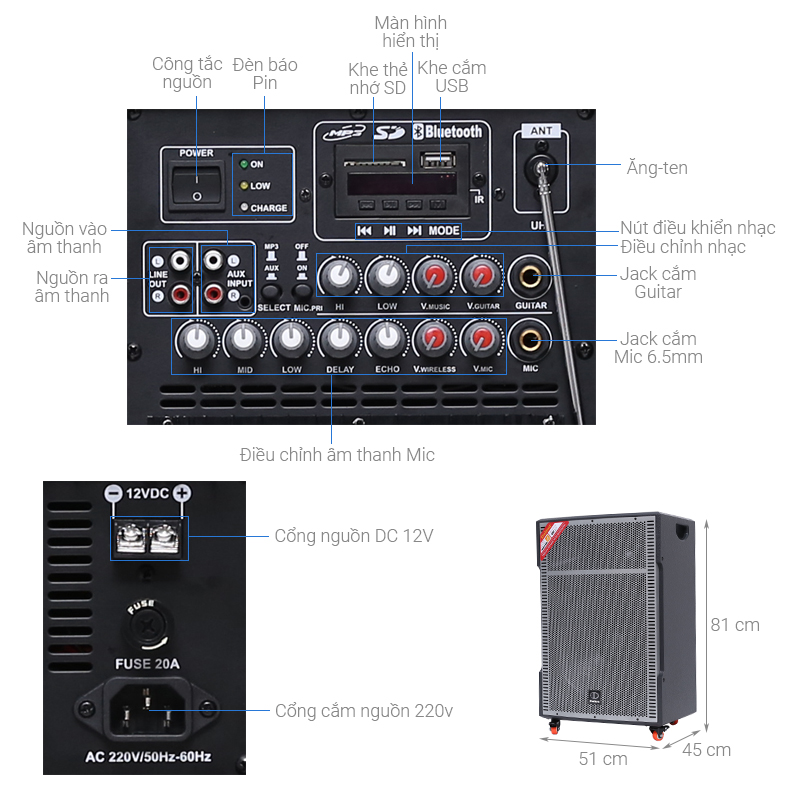 Màn hình
hiển thị
Công tắc
nguồn
Đèn báo
Pin
Khe thẻ
nhớ SD
Khe cắm
USB
MP3 SD Bluetooth
ANT
POWER
ON
LOW
CHARGE
IR
UH
Ăng-ten
⏮ ⏯ ⏭ MODE
Nút điều khiển nhạc
Điều chỉnh nhạc
Nguồn vào
âm thanh
Nguồn ra
âm thanh
L
LINE
OUT
R
L
AUX
INPUT
R
MP3
AUX
SELECT
OFF
ON
MIC.PRI
HI LOW V.MUSIC V.GUITAR GUITAR
Jack cắm
Guitar
HI MID LOW DELAY ECHO V.WIRELESS V.MIC MIC
Jack cắm
Mic 6.5mm
Điều chỉnh âm thanh Mic
− 12VDC +
Cổng nguồn DC 12V
FUSE
FUSE 20A
Cổng cắm nguồn 220v
AC 220V/50Hz-60Hz
81 cm
45 cm
51 cm